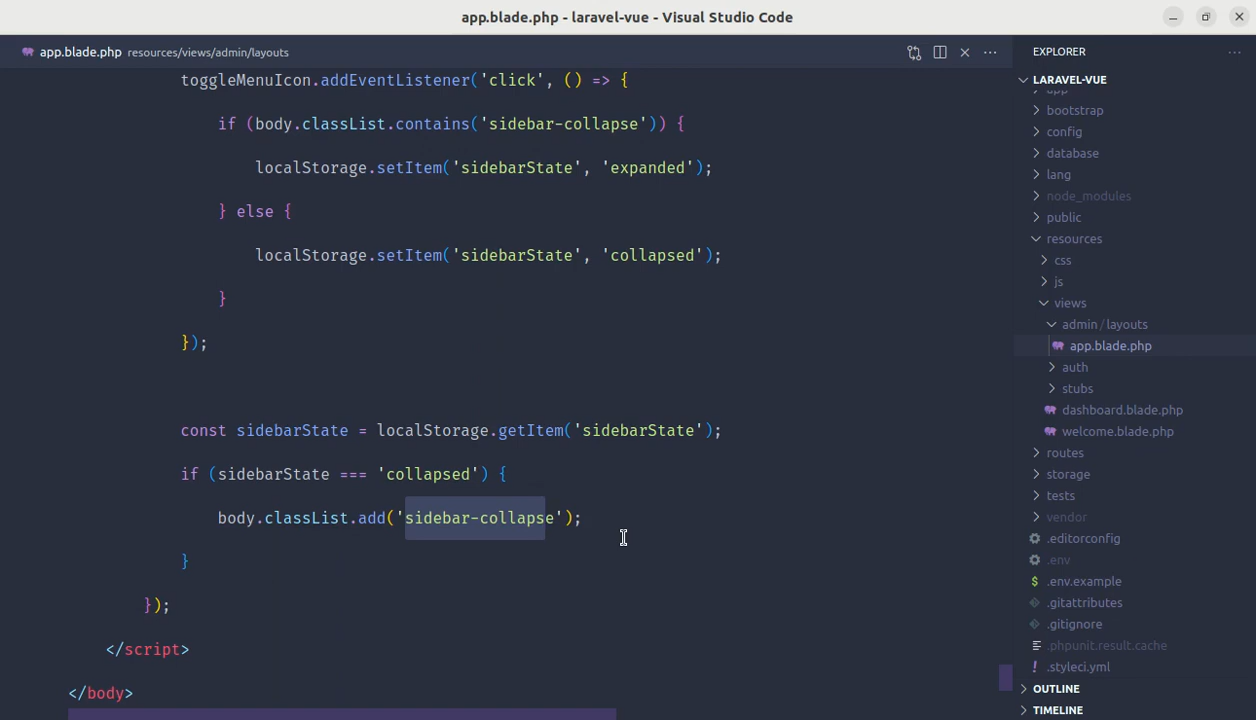 app.blade.php - laravel-vue - Visual Studio Code
app.blade.php resources/views/admin/layouts
toggleMenuIcon.addEventListener('click', () => {
if (body.classList.contains('sidebar-collapse')) {
localStorage.setItem('sidebarState', 'expanded');
} else {
localStorage.setItem('sidebarState', 'collapsed');
}
});
const sidebarState = localStorage.getItem('sidebarState');
if (sidebarState === 'collapsed') {
body.classList.add('sidebar-collapse');
}
});
</script>
</body>
EXPLORER
LARAVEL-VUE
app
bootstrap
config
database
lang
node_modules
public
resources
css
js
views
admin / layouts
app.blade.php
auth
stubs
dashboard.blade.php
welcome.blade.php
routes
storage
tests
vendor
.editorconfig
.env
$ .env.example
.gitattributes
.gitignore
.phpunit.result.cache
! .styleci.yml
OUTLINE
TIMELINE